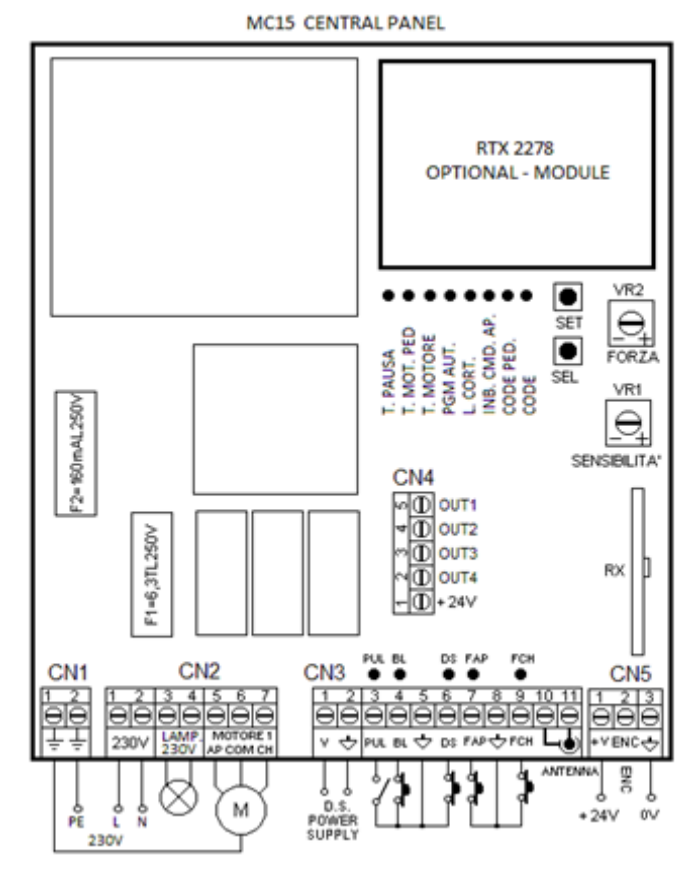 MC15 CENTRAL PANEL
RTX 2278
OPTIONAL - MODULE
T. PAUSA
T. MOT. PED
T. MOTORE
PGM AUT.
L. CORT.
INB. CMD. AP.
CODE PED.
CODE
SET
SEL
VR2
- +
FORZA
VR1
- +
SENSIBILITA'
F2=160mAL250V
F1=6,3TL250V
CN4
5 OUT1
4 OUT2
3 OUT3
2 OUT4
1 +24V
RX
PUL BL DS FAP FCH
CN1 CN2 CN3 CN5
1 2 1 2 3 4 5 6 7 1 2 3 4 5 6 7 8 9 10 11 1 2 3
230V
LAMP.
230V
MOTORE 1
AP COM CH
V PUL BL DS FAP FCH
+V ENC
ANTENNA
ENC
PE L N
230V
M
D.S.
POWER
SUPPLY
+24V 0V